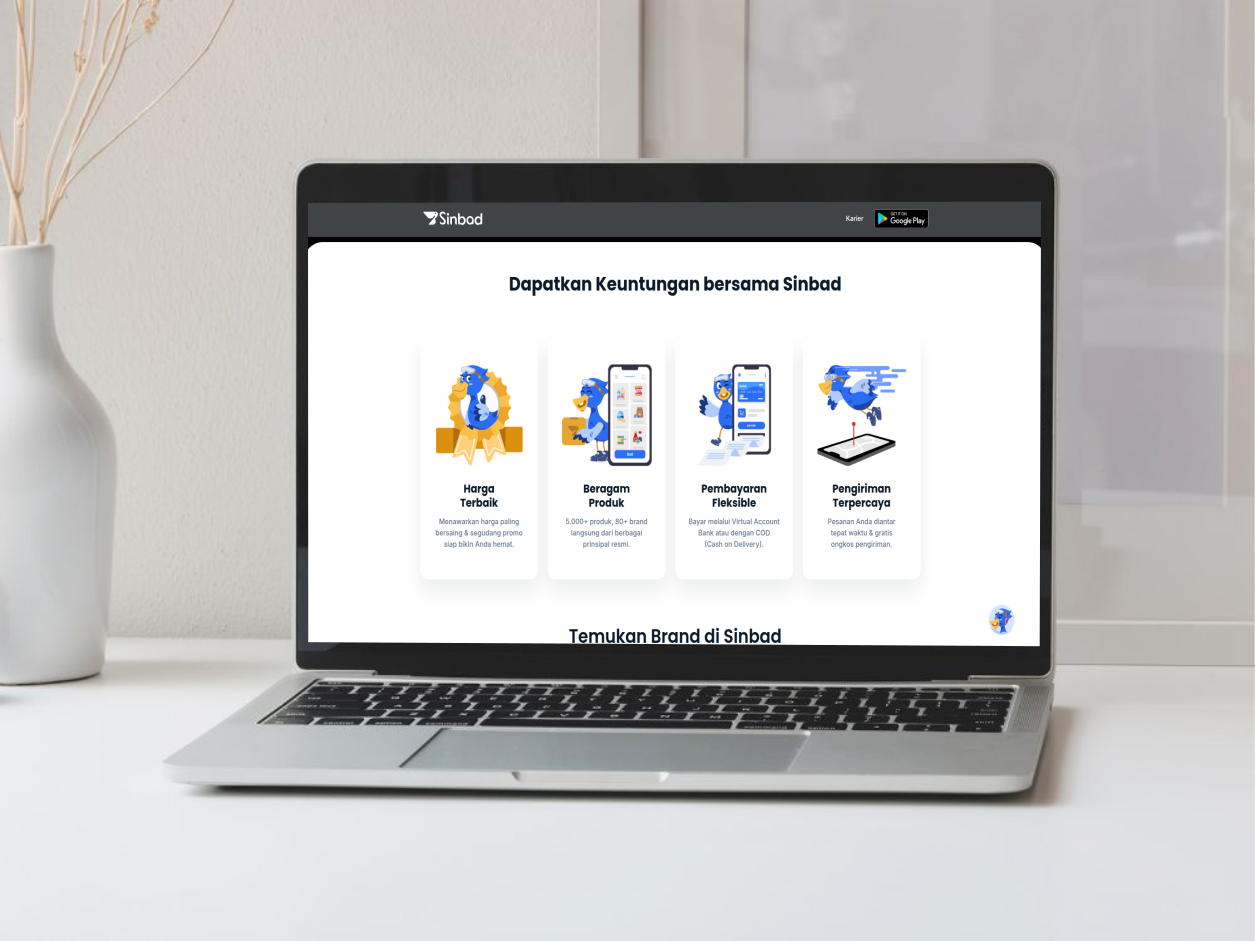 Sinbad
Karier
GET IT ON
Google Play
Dapatkan Keuntungan bersama Sinbad
Harga
Terbaik
Menawarkan harga paling
bersaing & segudang promo
siap bikin Anda hemat.
Beragam
Produk
5.000+ produk, 80+ brand
langsung dari berbagai
prinsipal resmi.
Pembayaran
Fleksible
Bayar melalui Virtual Account
Bank atau dengan COD
(Cash on Delivery).
Pengiriman
Terpercaya
Pesanan Anda diantar
tepat waktu & gratis
ongkos pengiriman.
Temukan Brand di Sinbad